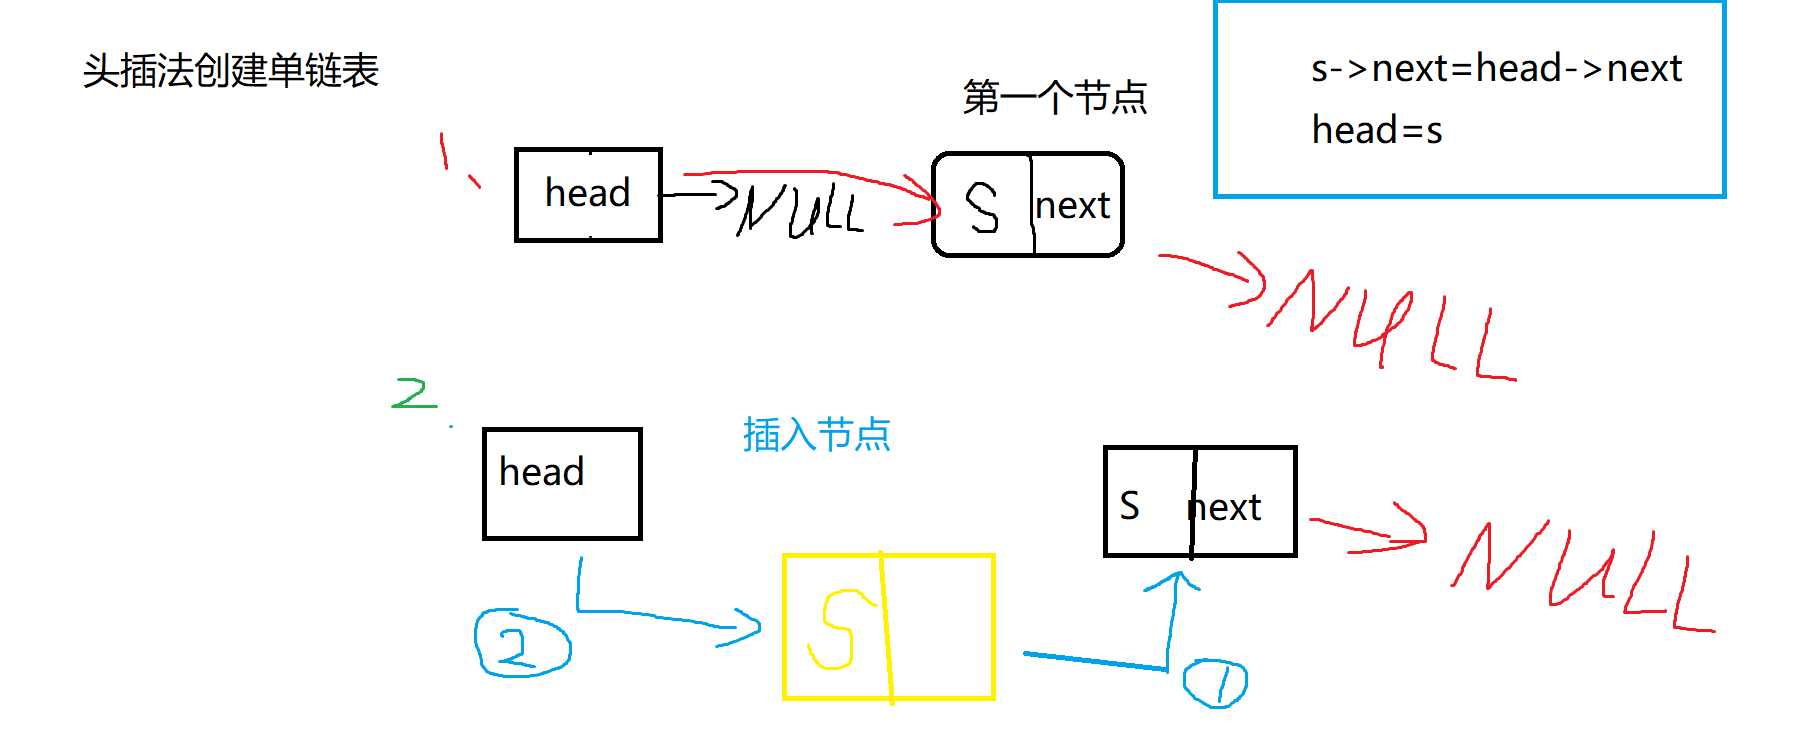 头插法创建单链表
s->next=head->next
head=s
第一个节点
1、
head
NULL
S
next
NULL
2.
head
插入节点
S
next
NULL
S
2
1